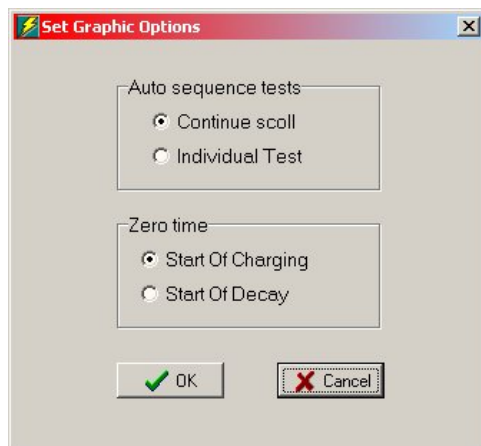 Set Graphic Options
Auto sequence tests
Continue scoll
Individual Test
Zero time
Start Of Charging
Start Of Decay
OK
Cancel